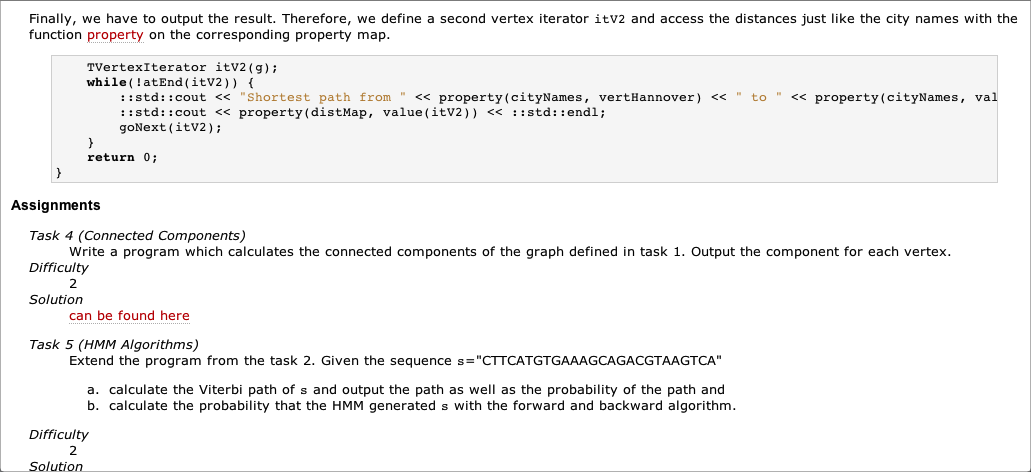 Finally, we have to output the result. Therefore, we define a second vertex iterator itV2 and access the distances just like the city names with the
function property on the corresponding property map.
TVertexIterator itV2(g);
while(!atEnd(itV2)) {
::std::cout << "Shortest path from " << property(cityNames, vertHannover) << " to " << property(cityNames, val
::std::cout << property(distMap, value(itV2)) << ::std::endl;
goNext(itV2);
}
return 0;
}
Assignments
Task 4 (Connected Components)
Write a program which calculates the connected components of the graph defined in task 1. Output the component for each vertex.
Difficulty
2
Solution
can be found here
Task 5 (HMM Algorithms)
Extend the program from the task 2. Given the sequence s="CTTCATGTGAAAGCAGACGTAAGTCA"
a. calculate the Viterbi path of s and output the path as well as the probability of the path and
b. calculate the probability that the HMM generated s with the forward and backward algorithm.
Difficulty
2
Solution